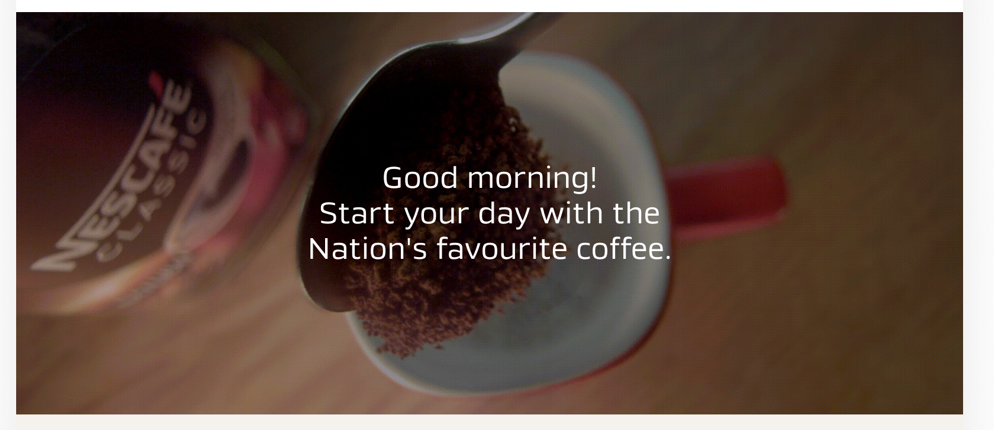 NESCAFÉ
CLASSIC
Good morning!
Start your day with the
Nation's favourite coffee.